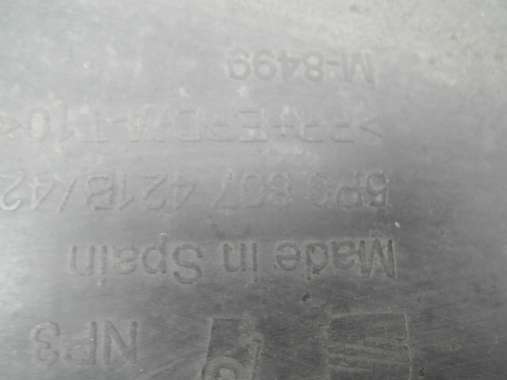 NP3
Made in Spain
5P0 807 421B/42
>PP+EPDM-T10<
M-8499